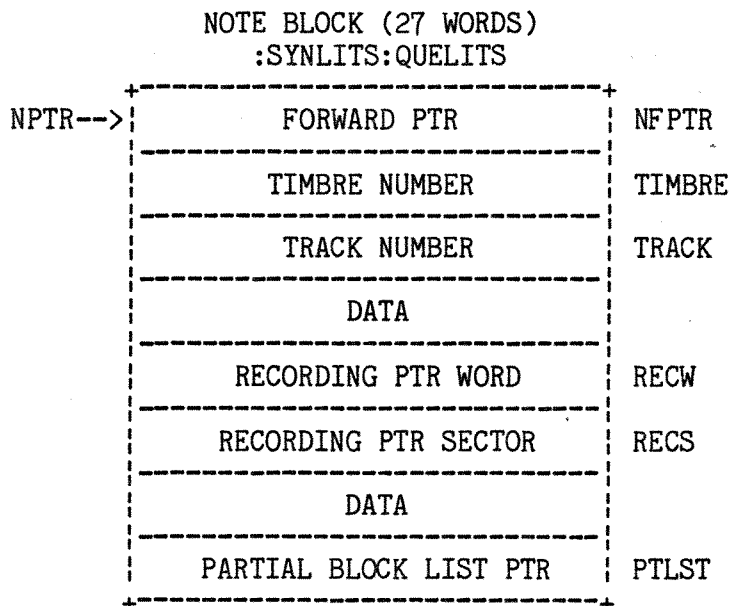 NOTE BLOCK (27 WORDS)
:SYNLITS:QUELITS
NPTR--> FORWARD PTR NFPTR
TIMBRE NUMBER TIMBRE
TRACK NUMBER TRACK
DATA
RECORDING PTR WORD RECW
RECORDING PTR SECTOR RECS
DATA
PARTIAL BLOCK LIST PTR PTLST